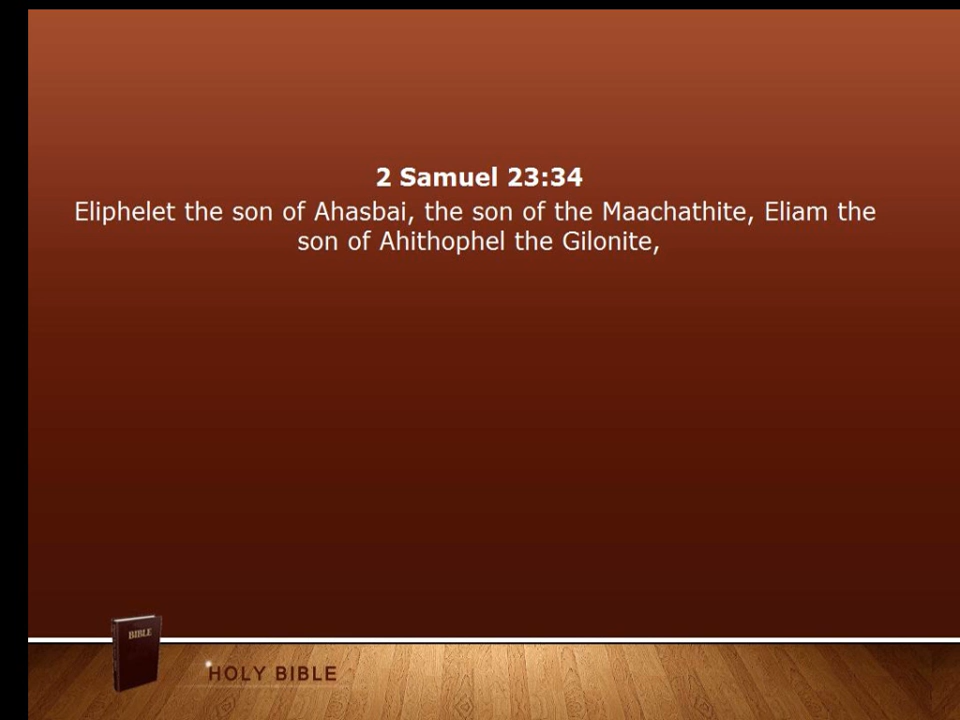 2 Samuel 23:34
Eliphelet the son of Ahasbai, the son of the Maachathite, Eliam the
son of Ahithophel the Gilonite,
BIBLE
HOLY BIBLE